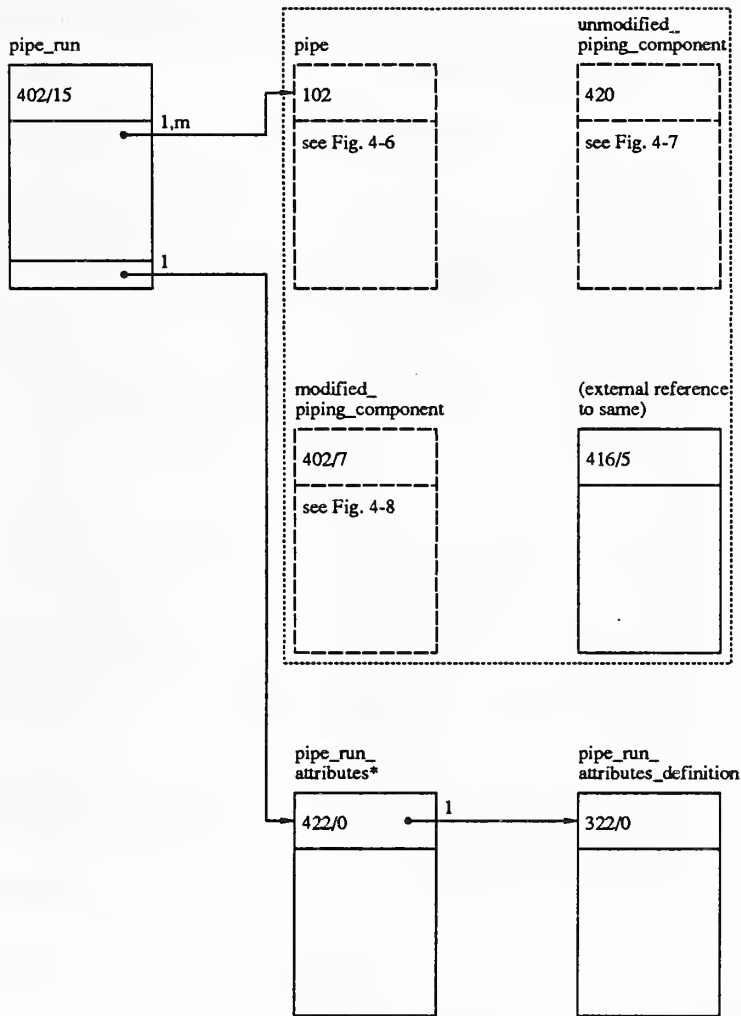 pipe_run
402/15
1,m
1
pipe
102
see Fig. 4-6
unmodified_
piping_component
420
see Fig. 4-7
modified_
piping_component
402/7
see Fig. 4-8
(external reference
to same)
416/5
pipe_run_
attributes*
422/0
1
pipe_run_
attributes_definition
322/0